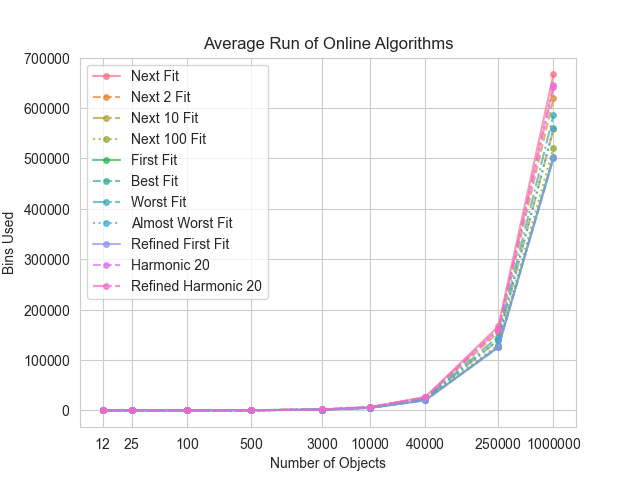 Average Run of Online Algorithms
700000
600000
500000
400000
300000
200000
100000
0
Bins Used
Next Fit
Next 2 Fit
Next 10 Fit
Next 100 Fit
First Fit
Best Fit
Worst Fit
Almost Worst Fit
Refined First Fit
Harmonic 20
Refined Harmonic 20
12 25 100 500 3000 10000 40000 250000 1000000
Number of Objects